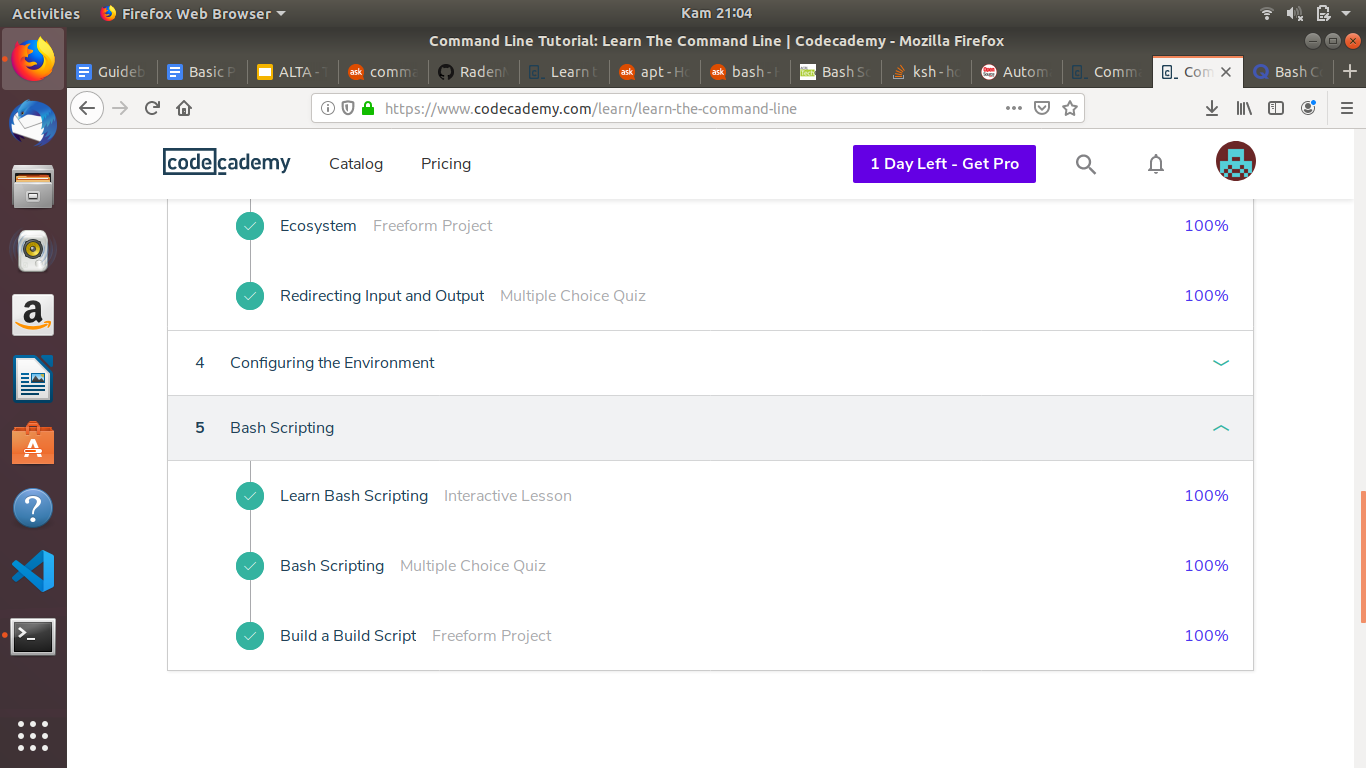 Activities Firefox Web Browser Kam 21:04
Command Line Tutorial: Learn The Command Line | Codecademy - Mozilla Firefox
Guideb Basic P ALTA - T comma RadenM Learn t apt - Ho bash - Bash Sc ksh - ho Autom Comm Com Bash C
https://www.codecademy.com/learn/learn-the-command-line
codecademy Catalog Pricing 1 Day Left - Get Pro
Ecosystem Freeform Project 100%
Redirecting Input and Output Multiple Choice Quiz 100%
4 Configuring the Environment
5 Bash Scripting
Learn Bash Scripting Interactive Lesson 100%
Bash Scripting Multiple Choice Quiz 100%
Build a Build Script Freeform Project 100%